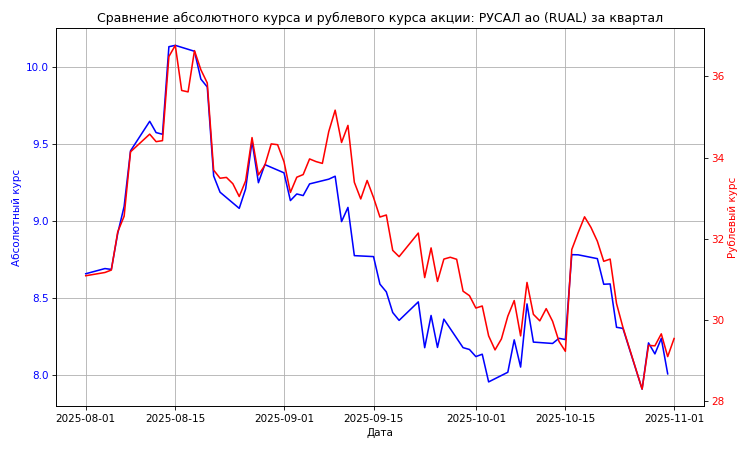 Сравнение абсолютного курса и рублевого курса акции: РУСАЛ ао (RUAL) за квартал
10.0
9.5
9.0
8.5
8.0
Абсолютный курс
36
34
32
30
28
Рублевый курс
2025-08-01 2025-08-15 2025-09-01 2025-09-15 2025-10-01 2025-10-15 2025-11-01
Дата